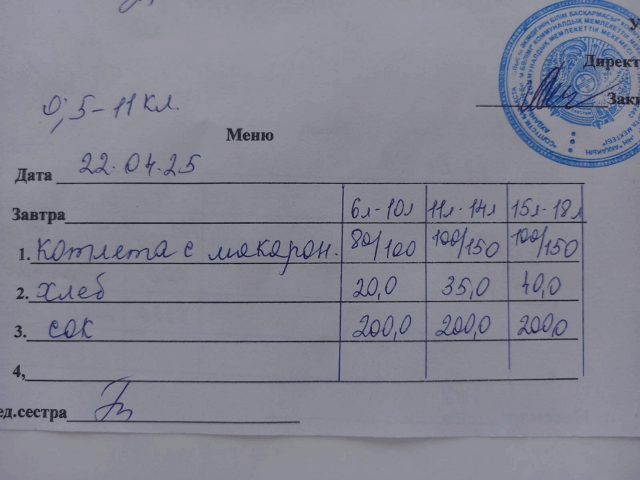 Директ
Заки
0; 5-11 кл.
Меню
Дата 22.04.25
Завтра 6л-10л 11л-14л 15л-18л
1. котлета с макарон. 80/100 100/150 100/150
2. хлеб 20,0 35,0 40,0
3. сок 200,0 200,0 200,0
4,
ед.сестра